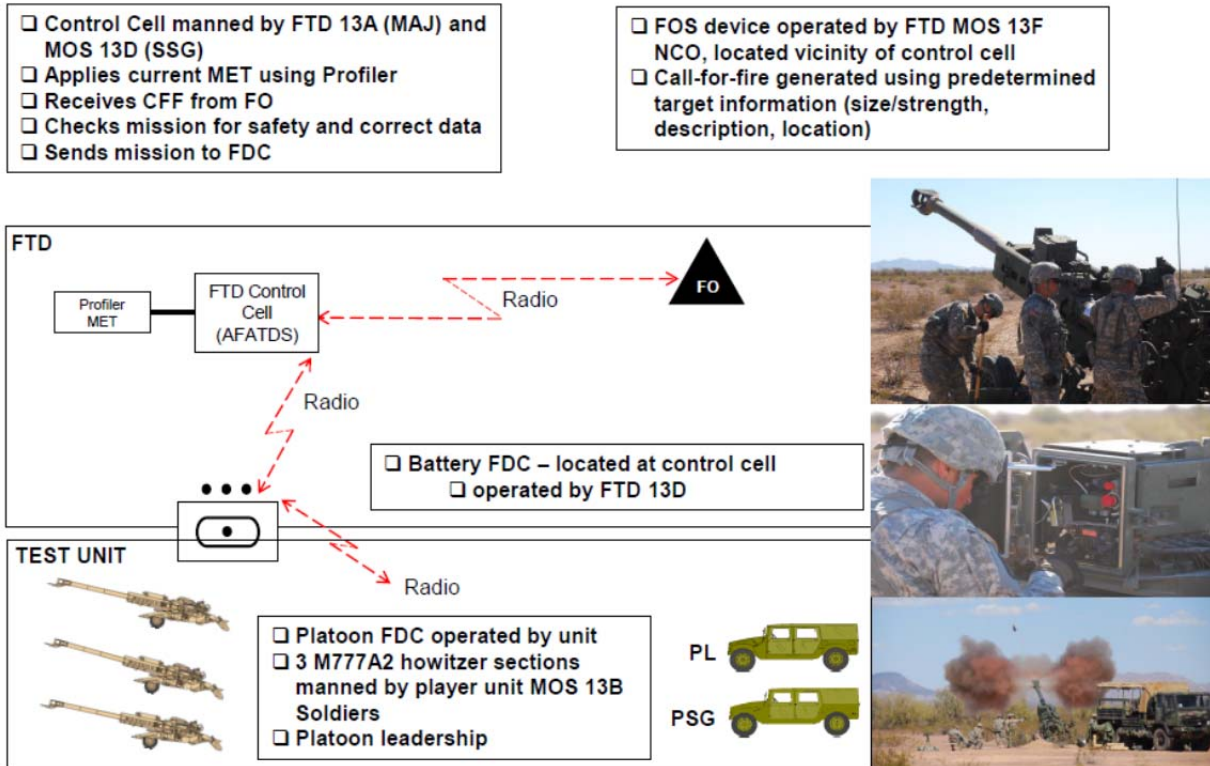 ❑ Control Cell manned by FTD 13A (MAJ) and
MOS 13D (SSG)
❑ Applies current MET using Profiler
❑ Receives CFF from FO
❑ Checks mission for safety and correct data
❑ Sends mission to FDC
❑ FOS device operated by FTD MOS 13F
NCO, located vicinity of control cell
❑ Call-for-fire generated using predetermined
target information (size/strength,
description, location)
FTD
Profiler
MET
FTD Control
Cell
(AFATDS)
Radio
FO
Radio
❑ Battery FDC – located at control cell
❑ operated by FTD 13D
TEST UNIT
Radio
❑ Platoon FDC operated by unit
❑ 3 M777A2 howitzer sections
manned by player unit MOS 13B
Soldiers
❑ Platoon leadership
PL
PSG